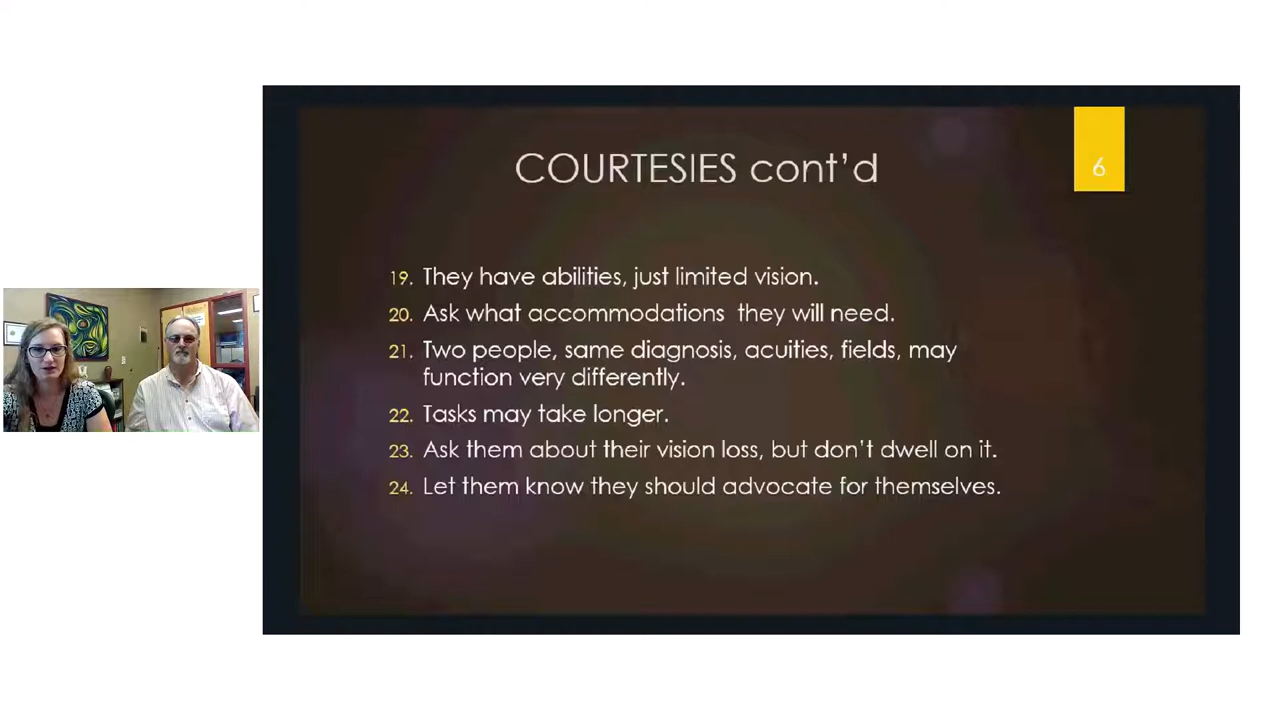 COURTESIES cont'd
6
19. They have abilities, just limited vision.
20. Ask what accommodations  they will need.
21. Two people, same diagnosis, acuities, fields, may
function very differently.
22. Tasks may take longer.
23. Ask them about their vision loss, but don't dwell on it.
24. Let them know they should advocate for themselves.